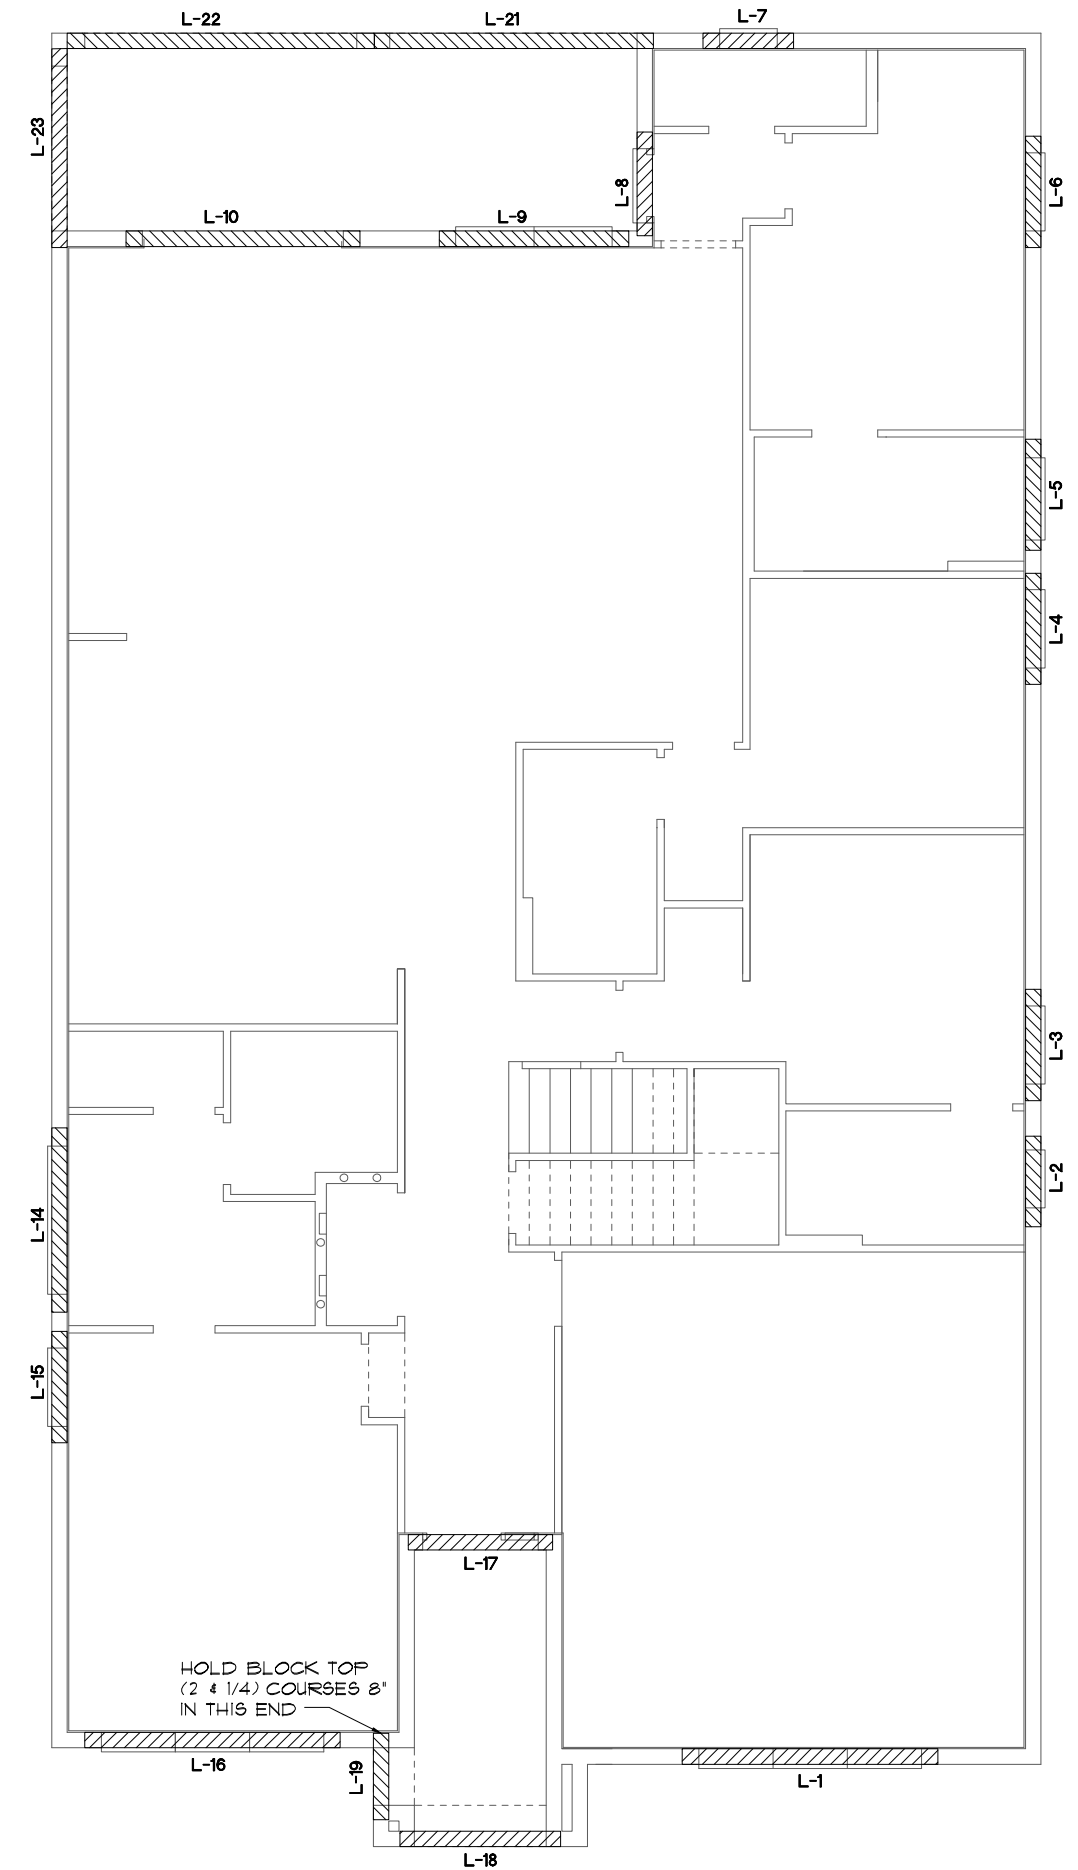 L-22
L-21
L-7
L-23
L-8
L-6
L-10
L-9
L-5
L-4
L-3
L-2
L-14
L-15
L-17
HOLD BLOCK TOP
(2 & 1/4) COURSES 8"
IN THIS END
L-16
L-19
L-1
L-18